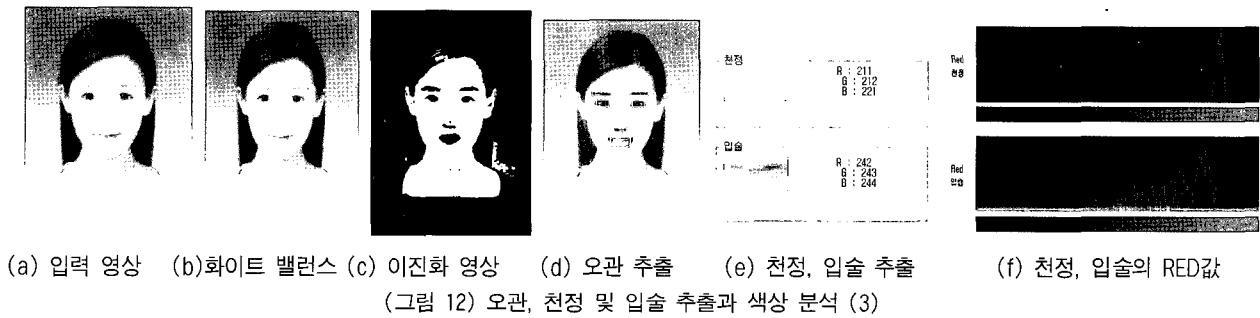 천정
R : 211
G : 212
B : 221
입술
R : 242
G : 243
B : 244
Red
천정
Red
입술
(a) 입력 영상 (b)화이트 밸런스 (c) 이진화 영상 (d) 오관 추출 (e) 천정, 입술 추출 (f) 천정, 입술의 RED값
(그림 12) 오관, 천정 및 입술 추출과 색상 분석 (3)